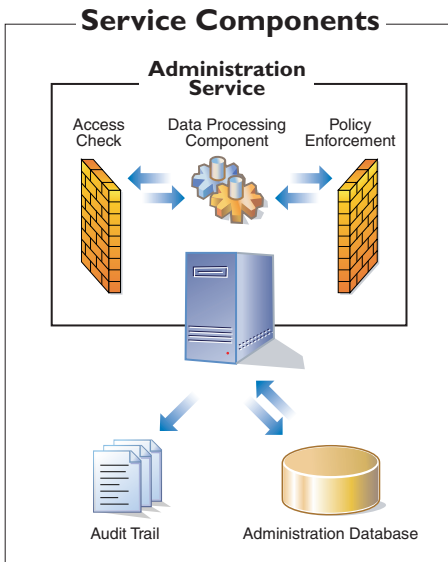 Service Components
Administration
Service
Access
Check
Data Processing
Component
Policy
Enforcement
Audit Trail
Administration Database